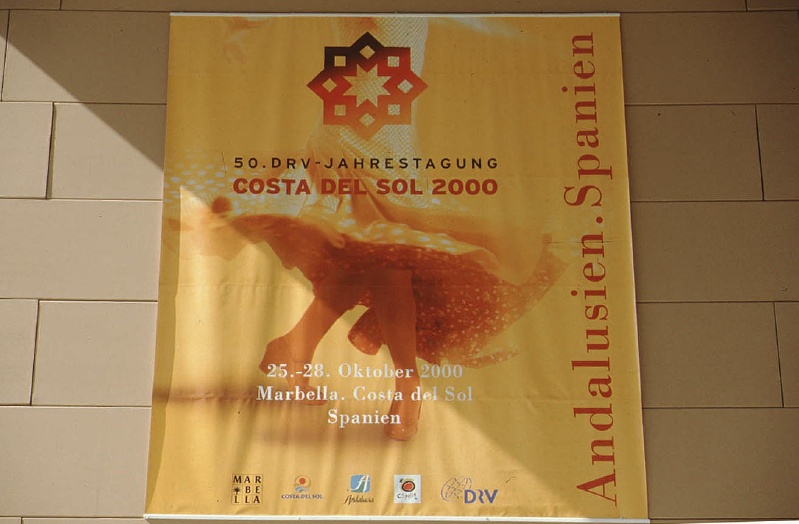 50. DRV-JAHRESTAGUNG
COSTA DEL SOL 2000
Andalusien. Spanien
25.-28. Oktober 2000
Marbella. Costa del Sol
Spanien
MAR
BE
LLA
COSTA DEL SOL
Andalucía
España
DRV